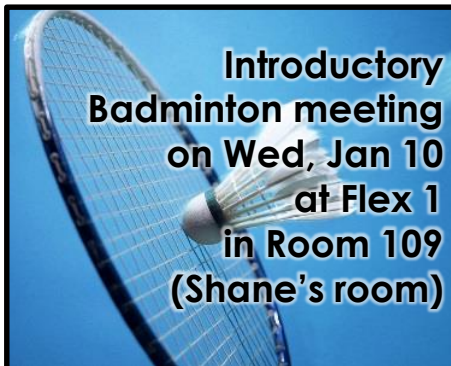 Introductory
Badminton meeting
on Wed, Jan 10
at Flex 1
in Room 109
(Shane’s room)